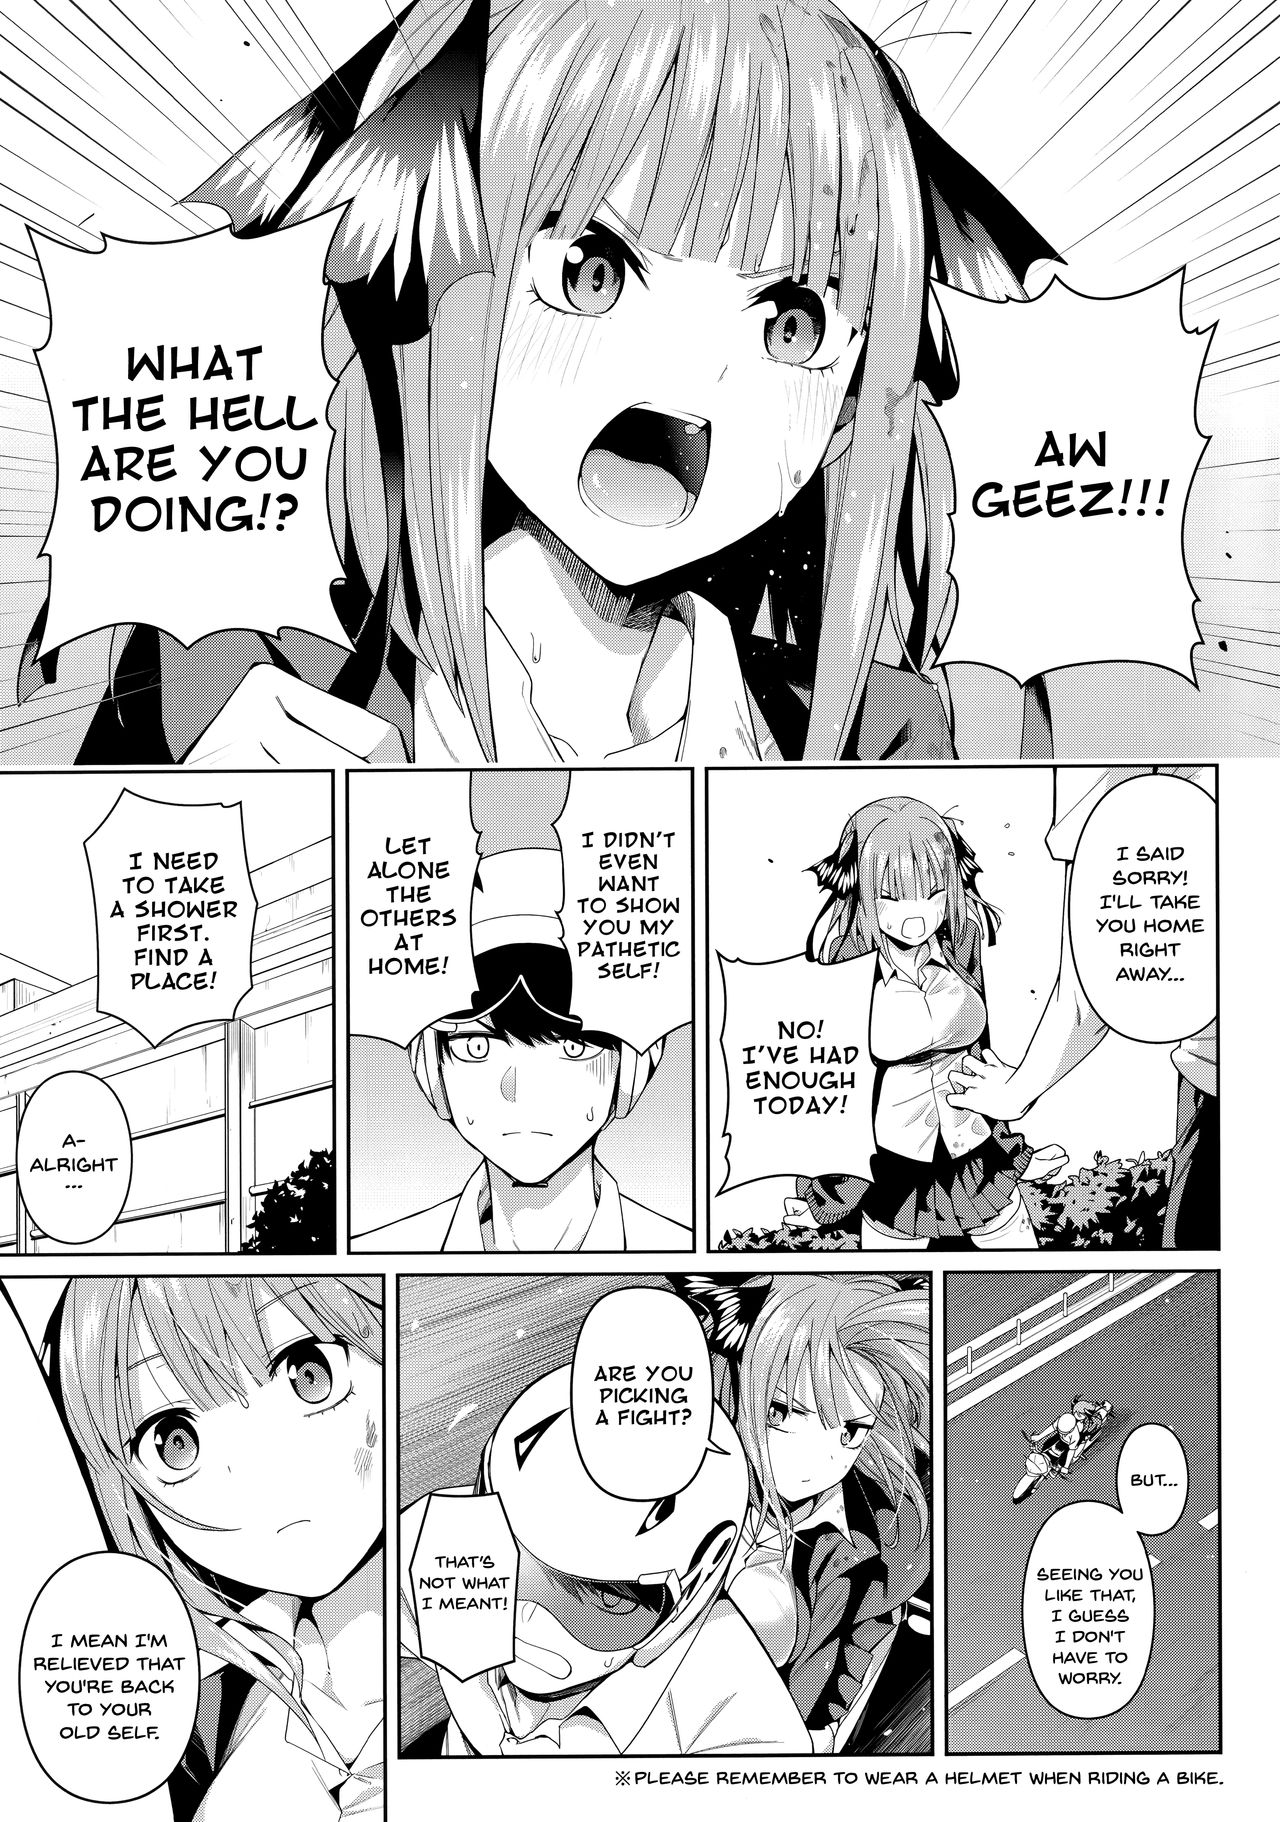 AW
GEEZ!!!
WHAT
THE HELL
ARE YOU
DOING!?
I SAID
SORRY!
I'LL TAKE
YOU HOME
RIGHT
AWAY...
NO!
I'VE HAD
ENOUGH
TODAY!
I DIDN'T
EVEN
WANT
TO SHOW
YOU MY
PATHETIC
SELF!
LET
ALONE
THE
OTHERS
AT
HOME!
I NEED
TO TAKE
A SHOWER
FIRST.
FIND A
PLACE!
A-
ALRIGHT
...
BUT...
SEEING YOU
LIKE THAT,
I GUESS
I DON'T
HAVE TO
WORRY.
ARE YOU
PICKING
A FIGHT?
THAT'S
NOT WHAT
I MEANT!
I MEAN I'M
RELIEVED THAT
YOU'RE BACK
TO YOUR
OLD SELF.
※PLEASE REMEMBER TO WEAR A HELMET WHEN RIDING A BIKE.